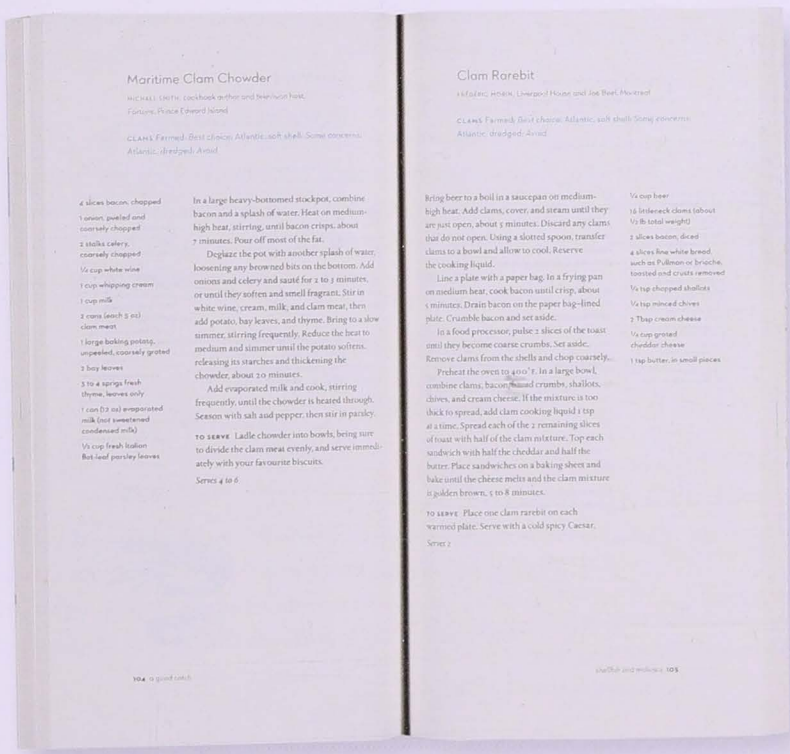 Maritime Clam Chowder
MICHAEL SMITH, cookbook author and television host,
Fortune, Prince Edward Island
CLAMS Farmed: Best choice; Atlantic, soft shell: Some concerns;
Atlantic, dredged: Avoid
4 slices bacon, chopped
1 onion, peeled and
coarsely chopped
2 stalks celery,
coarsely chopped
cup white wine
1 cup whipping cream
1 cup milk
2 cans (each 5 oz)
clam meat
1 large baking potato,
unpeeled, coarsely grated
2 bay leaves
3 to 4 sprigs fresh
thyme, leaves only
1 can (12 oz) evaporated
milk (not sweetened
condensed milk)
cup fresh Italian
flat-leaf parsley leaves
In a large heavy-bottomed stockpot, combine
bacon and a splash of water. Heat on medium-
high heat, stirring, until bacon crisps, about
7 minutes. Pour off most of the fat.
Deglaze the pot with another splash of water,
loosening any browned bits on the bottom. Add
onions and celery and sauté for 2 to 3 minutes,
or until they soften and smell fragrant. Stir in
white wine, cream, milk, and clam meat, then
add potato, bay leaves, and thyme. Bring to a slow
simmer, stirring frequently. Reduce the heat to
medium and simmer until the potato softens,
releasing its starches and thickening the
chowder, about 20 minutes.
Add evaporated milk and cook, stirring
frequently, until the chowder is heated through.
Season with salt and pepper, then stir in parsley.
TO SERVE Ladle chowder into bowls, being sure
to divide the clam meat evenly, and serve immedi-
ately with your favourite biscuits.
Serves 4 to 6
104 a good catch
Clam Rarebit
FRÉDÉRIC MORIN, Liverpool House and Joe Beef, Montreal
CLAMS Farmed: Best choice; Atlantic, soft shell: Some concerns;
Atlantic, dredged: Avoid
Bring beer to a boil in a saucepan on medium-
high heat. Add clams, cover, and steam until they
are just open, about 5 minutes. Discard any clams
that do not open. Using a slotted spoon, transfer
clams to a bowl and allow to cool. Reserve
the cooking liquid.
Line a plate with a paper bag. In a frying pan
on medium heat, cook bacon until crisp, about
5 minutes. Drain bacon on the paper bag–lined
plate. Crumble bacon and set aside.
In a food processor, pulse 2 slices of the toast
until they become coarse crumbs. Set aside.
Remove clams from the shells and chop coarsely.
Preheat the oven to 400°F. In a large bowl,
combine clams, bacon, crumbs, shallots,
chives, and cream cheese. If the mixture is too
thick to spread, add clam cooking liquid 1 tsp
at a time. Spread each of the 2 remaining slices
of toast with half of the clam mixture. Top each
sandwich with half the cheddar and half the
butter. Place sandwiches on a baking sheet and
bake until the cheese melts and the clam mixture
is golden brown, 5 to 8 minutes.
TO SERVE Place one clam rarebit on each
warmed plate. Serve with a cold spicy Caesar.
Serves 2
cup beer
littleneck clams (about
lb total weight)
2 slices bacon, diced
4 slices fine white bread,
such as Pullman or brioche,
toasted and crusts removed
tsp chopped shallots
tsp minced chives
2 Tbsp cream cheese
cup grated
cheddar cheese
1 tsp butter, in small pieces
shellfish and molluscs 105